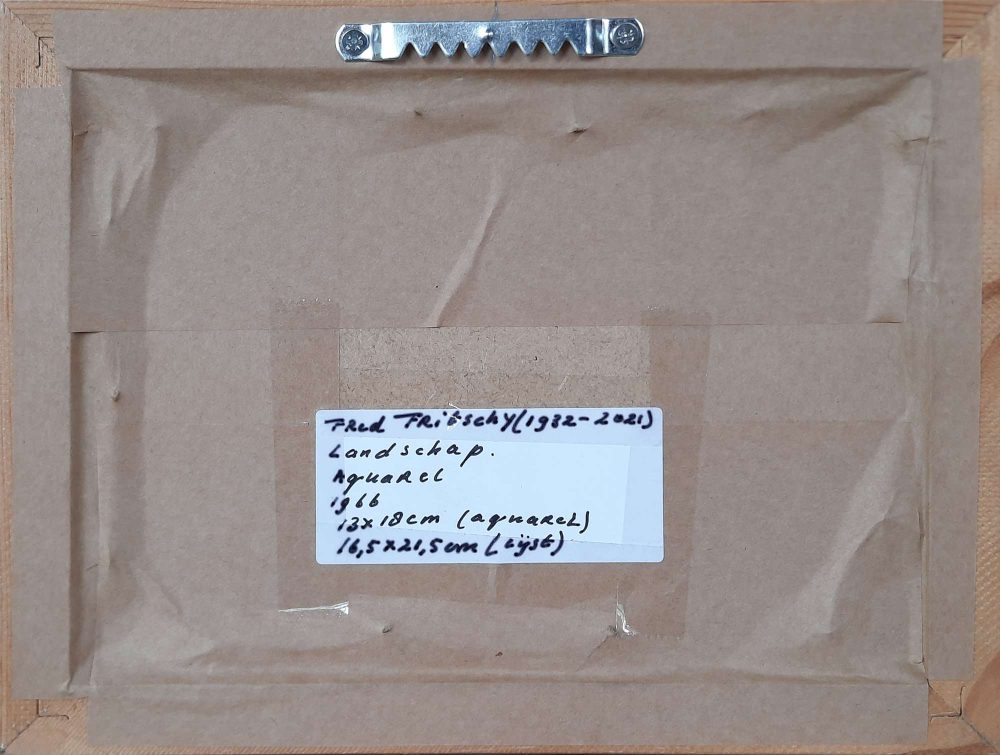 Fred Fritschy (1932-2021)
Landschap.
Aquarel
1966
13x18cm (aquarel)
16,5x21,5cm (Lijst)